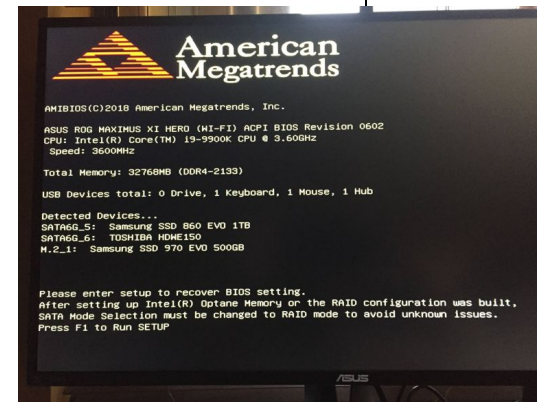 American
Megatrends
AMIBIOS(C)2018 American Megatrends, Inc.
ASUS ROG MAXIMUS XI HERO (WI-FI) ACPI BIOS Revision 0602
CPU: Intel(R) Core(TM) i9-9900K CPU @ 3.60GHz
Speed: 3600MHz
Total Memory: 32768MB (DDR4-2133)
USB Devices total: 0 Drive, 1 Keyboard, 1 Mouse, 1 Hub
Detected Devices...
SATA6G_5: Samsung SSD 860 EVO 1TB
SATA6G_6: TOSHIBA HDWE150
M.2_1: Samsung SSD 970 EVO 500GB
Please enter setup to recover BIOS setting.
After setting up Intel(R) Optane Memory or the RAID configuration was built,
SATA Mode Selection must be changed to RAID mode to avoid unknown issues.
Press F1 to Run SETUP
ASUS